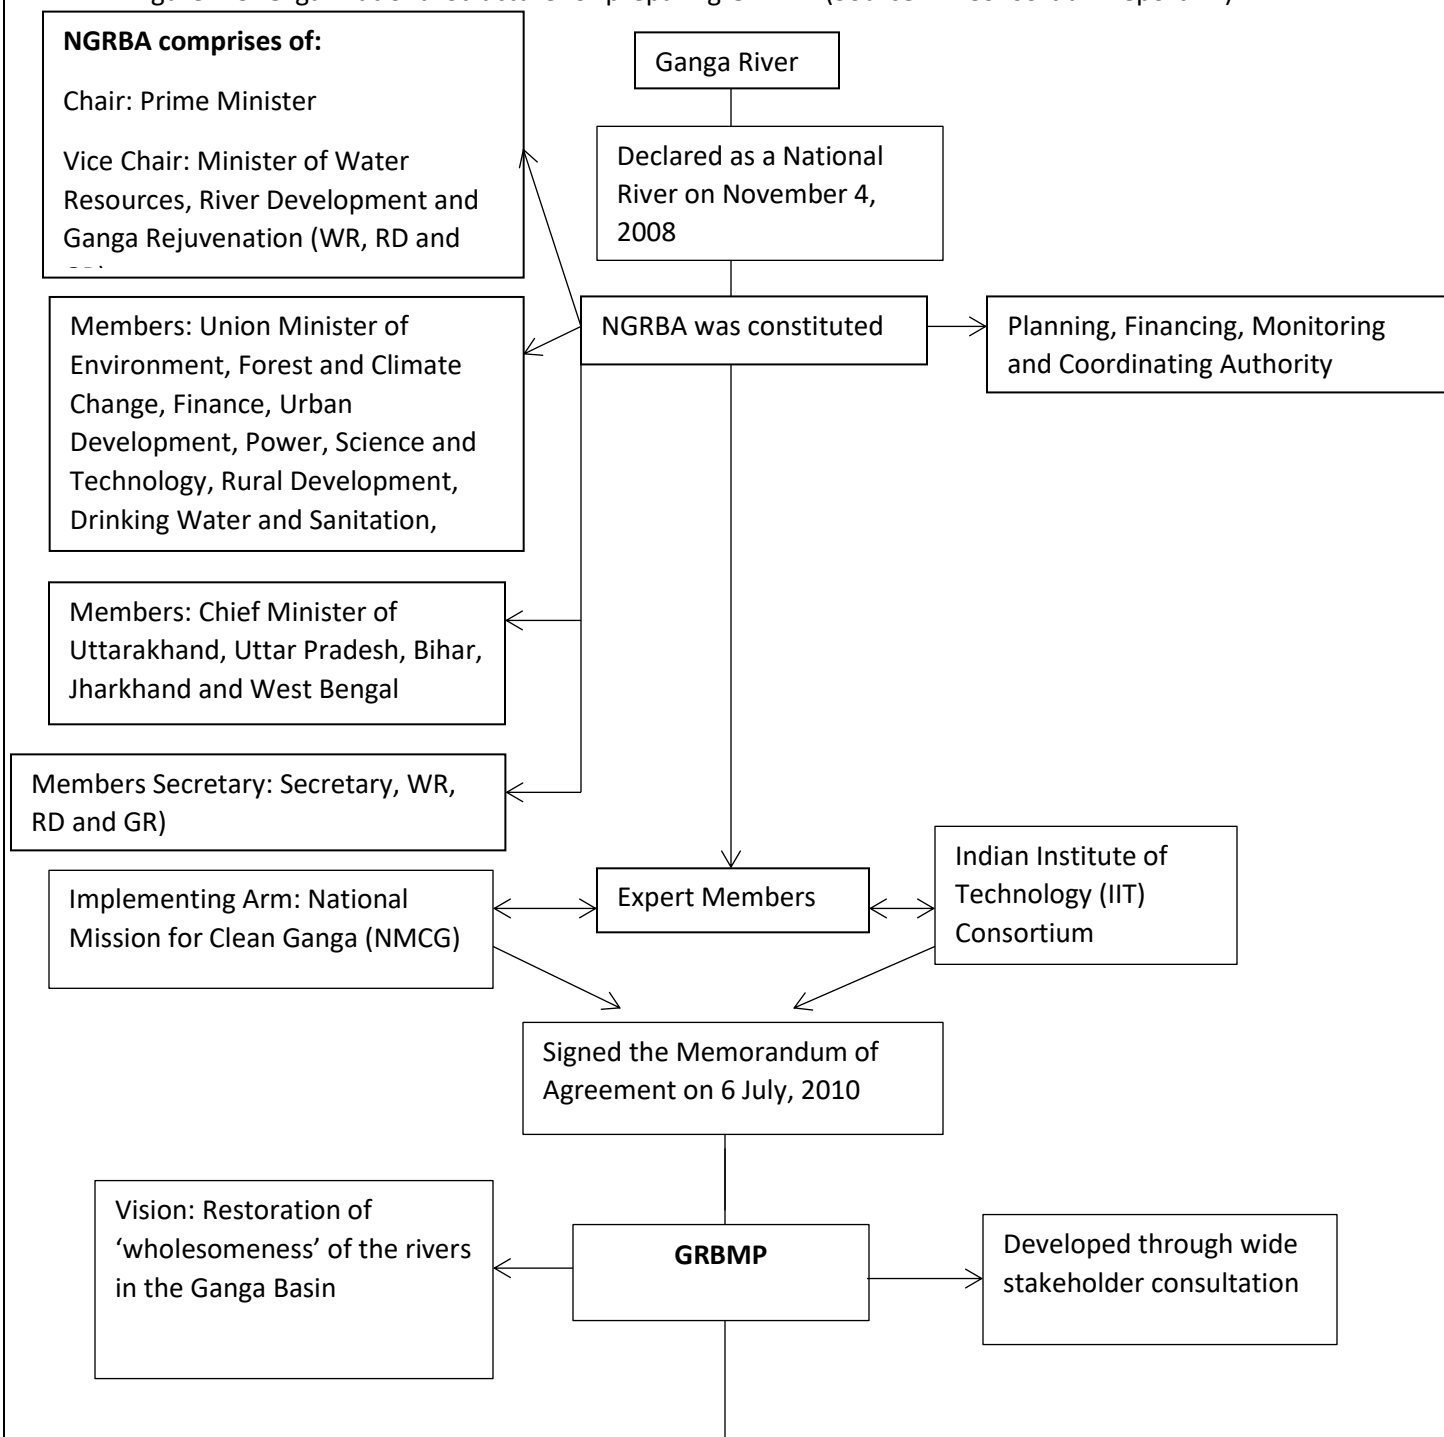 NGRBA comprises of:
Chair: Prime Minister
Vice Chair: Minister of Water
Resources, River Development and
Ganga Rejuvenation (WR, RD and
Ganga River
Declared as a National
River on November 4,
2008
NGRBA was constituted
Planning, Financing, Monitoring
and Coordinating Authority
Members: Union Minister of
Environment, Forest and Climate
Change, Finance, Urban
Development, Power, Science and
Technology, Rural Development,
Drinking Water and Sanitation,
Members: Chief Minister of
Uttarakhand, Uttar Pradesh, Bihar,
Jharkhand and West Bengal
Members Secretary: Secretary, WR,
RD and GR)
Implementing Arm: National
Mission for Clean Ganga (NMCG)
Expert Members
Indian Institute of
Technology (IIT)
Consortium
Signed the Memorandum of
Agreement on 6 July, 2010
Vision: Restoration of
‘wholesomeness’ of the rivers
in the Ganga Basin
GRBMP
Developed through wide
stakeholder consultation